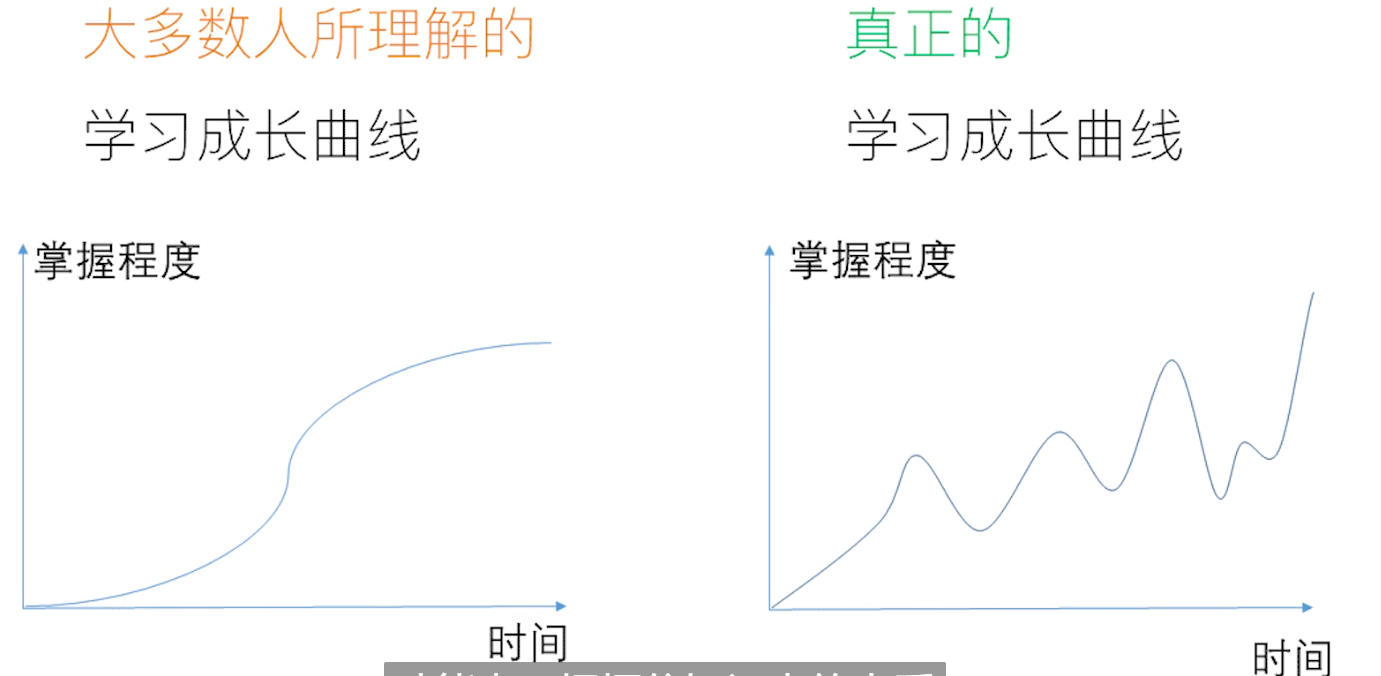 大多数人所理解的
学习成长曲线
掌握程度
时间
真正的
学习成长曲线
掌握程度
时间